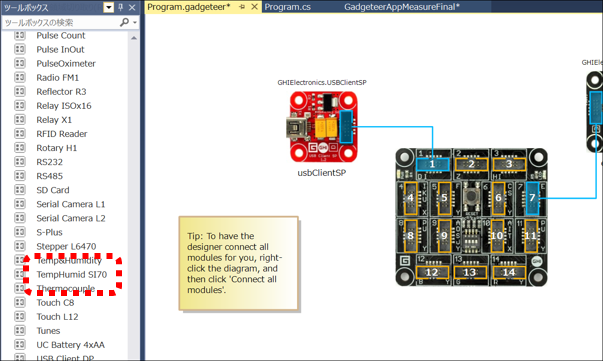 ツールボックス
ツールボックスの検索
Pulse Count
Pulse InOut
PulseOximeter
Radio FM1
Reflector R3
Relay ISOx16
Relay X1
RFID Reader
Rotary H1
RS232
RS485
SD Card
Serial Camera L1
Serial Camera L2
S-Plus
Stepper L6470
Temp&Humidity
TempHumid SI70
Thermocouple
Touch C8
Touch L12
Tunes
UC Battery 4xAA
USB Client DP
Program.gadgeteer*
Program.cs
GadgeteerAppMeasureFinal*
GHIElectronics.USBClientSP
usbClientSP
Tip: To have the
designer connect all
modules for you, right-
click the diagram, and
then click 'Connect all
modules'.
1
2
3
4
5
6
7
8
9
10
11
12
13
14
RESET
GHI
GHIEle